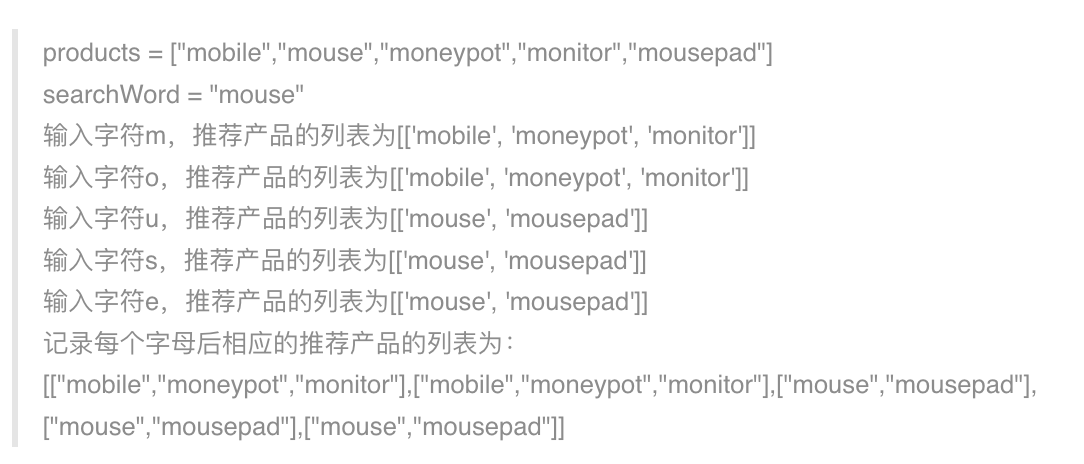 products = ["mobile","mouse","moneypot","monitor","mousepad"]
searchWord = "mouse"
输入字符m，推荐产品的列表为[['mobile', 'moneypot', 'monitor']]
输入字符o，推荐产品的列表为[['mobile', 'moneypot', 'monitor']]
输入字符u，推荐产品的列表为[['mouse', 'mousepad']]
输入字符s，推荐产品的列表为[['mouse', 'mousepad']]
输入字符e，推荐产品的列表为[['mouse', 'mousepad']]
记录每个字母后相应的推荐产品的列表为：
[["mobile","moneypot","monitor"],["mobile","moneypot","monitor"],["mouse","mousepad"],
["mouse","mousepad"],["mouse","mousepad"]]